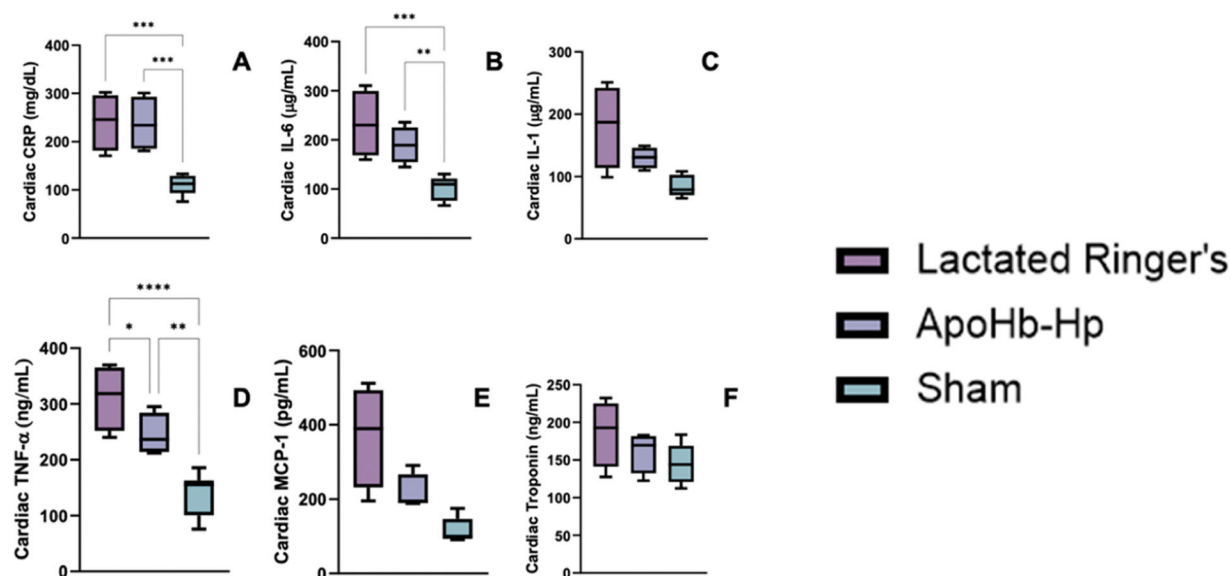 ***
***
400
300
200
100
0
Cardiac CRP (mg/dL)
A
***
**
400
300
200
100
0
Cardiac IL-6 (μg/mL)
B
300
200
100
0
Cardiac IL-1 (μg/mL)
C
Lactated Ringer's
ApoHb-Hp
Sham
****
*
**
400
300
200
100
0
Cardiac TNF-α (ng/mL)
D
600
400
200
0
Cardiac MCP-1 (pg/mL)
E
250
200
150
100
50
0
Cardiac Troponin (ng/mL)
F